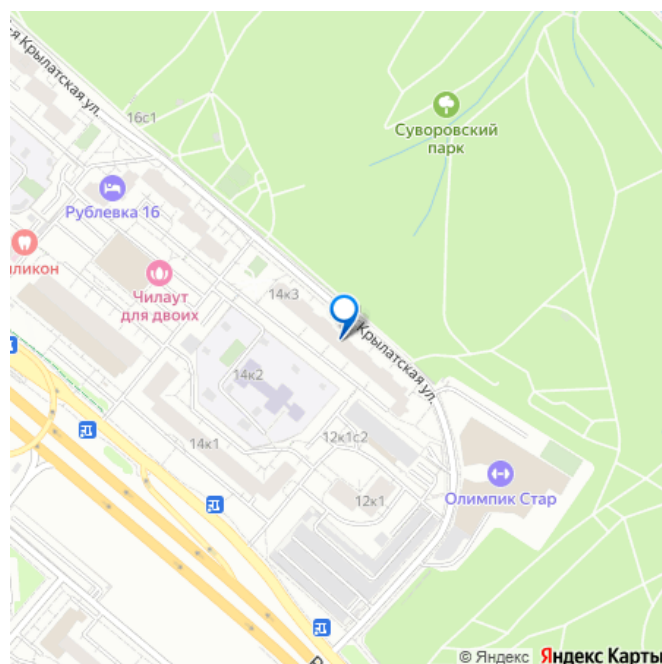 ся Крылатская ул.
16с1
Суворовский
парк
Рублевка 16
ликон
Чилаут
для двоих
14к3
Крылатская ул.
14к2
14к1
12к1с2
12к1
Олимпик Стар
© Яндекс Яндекс Карты